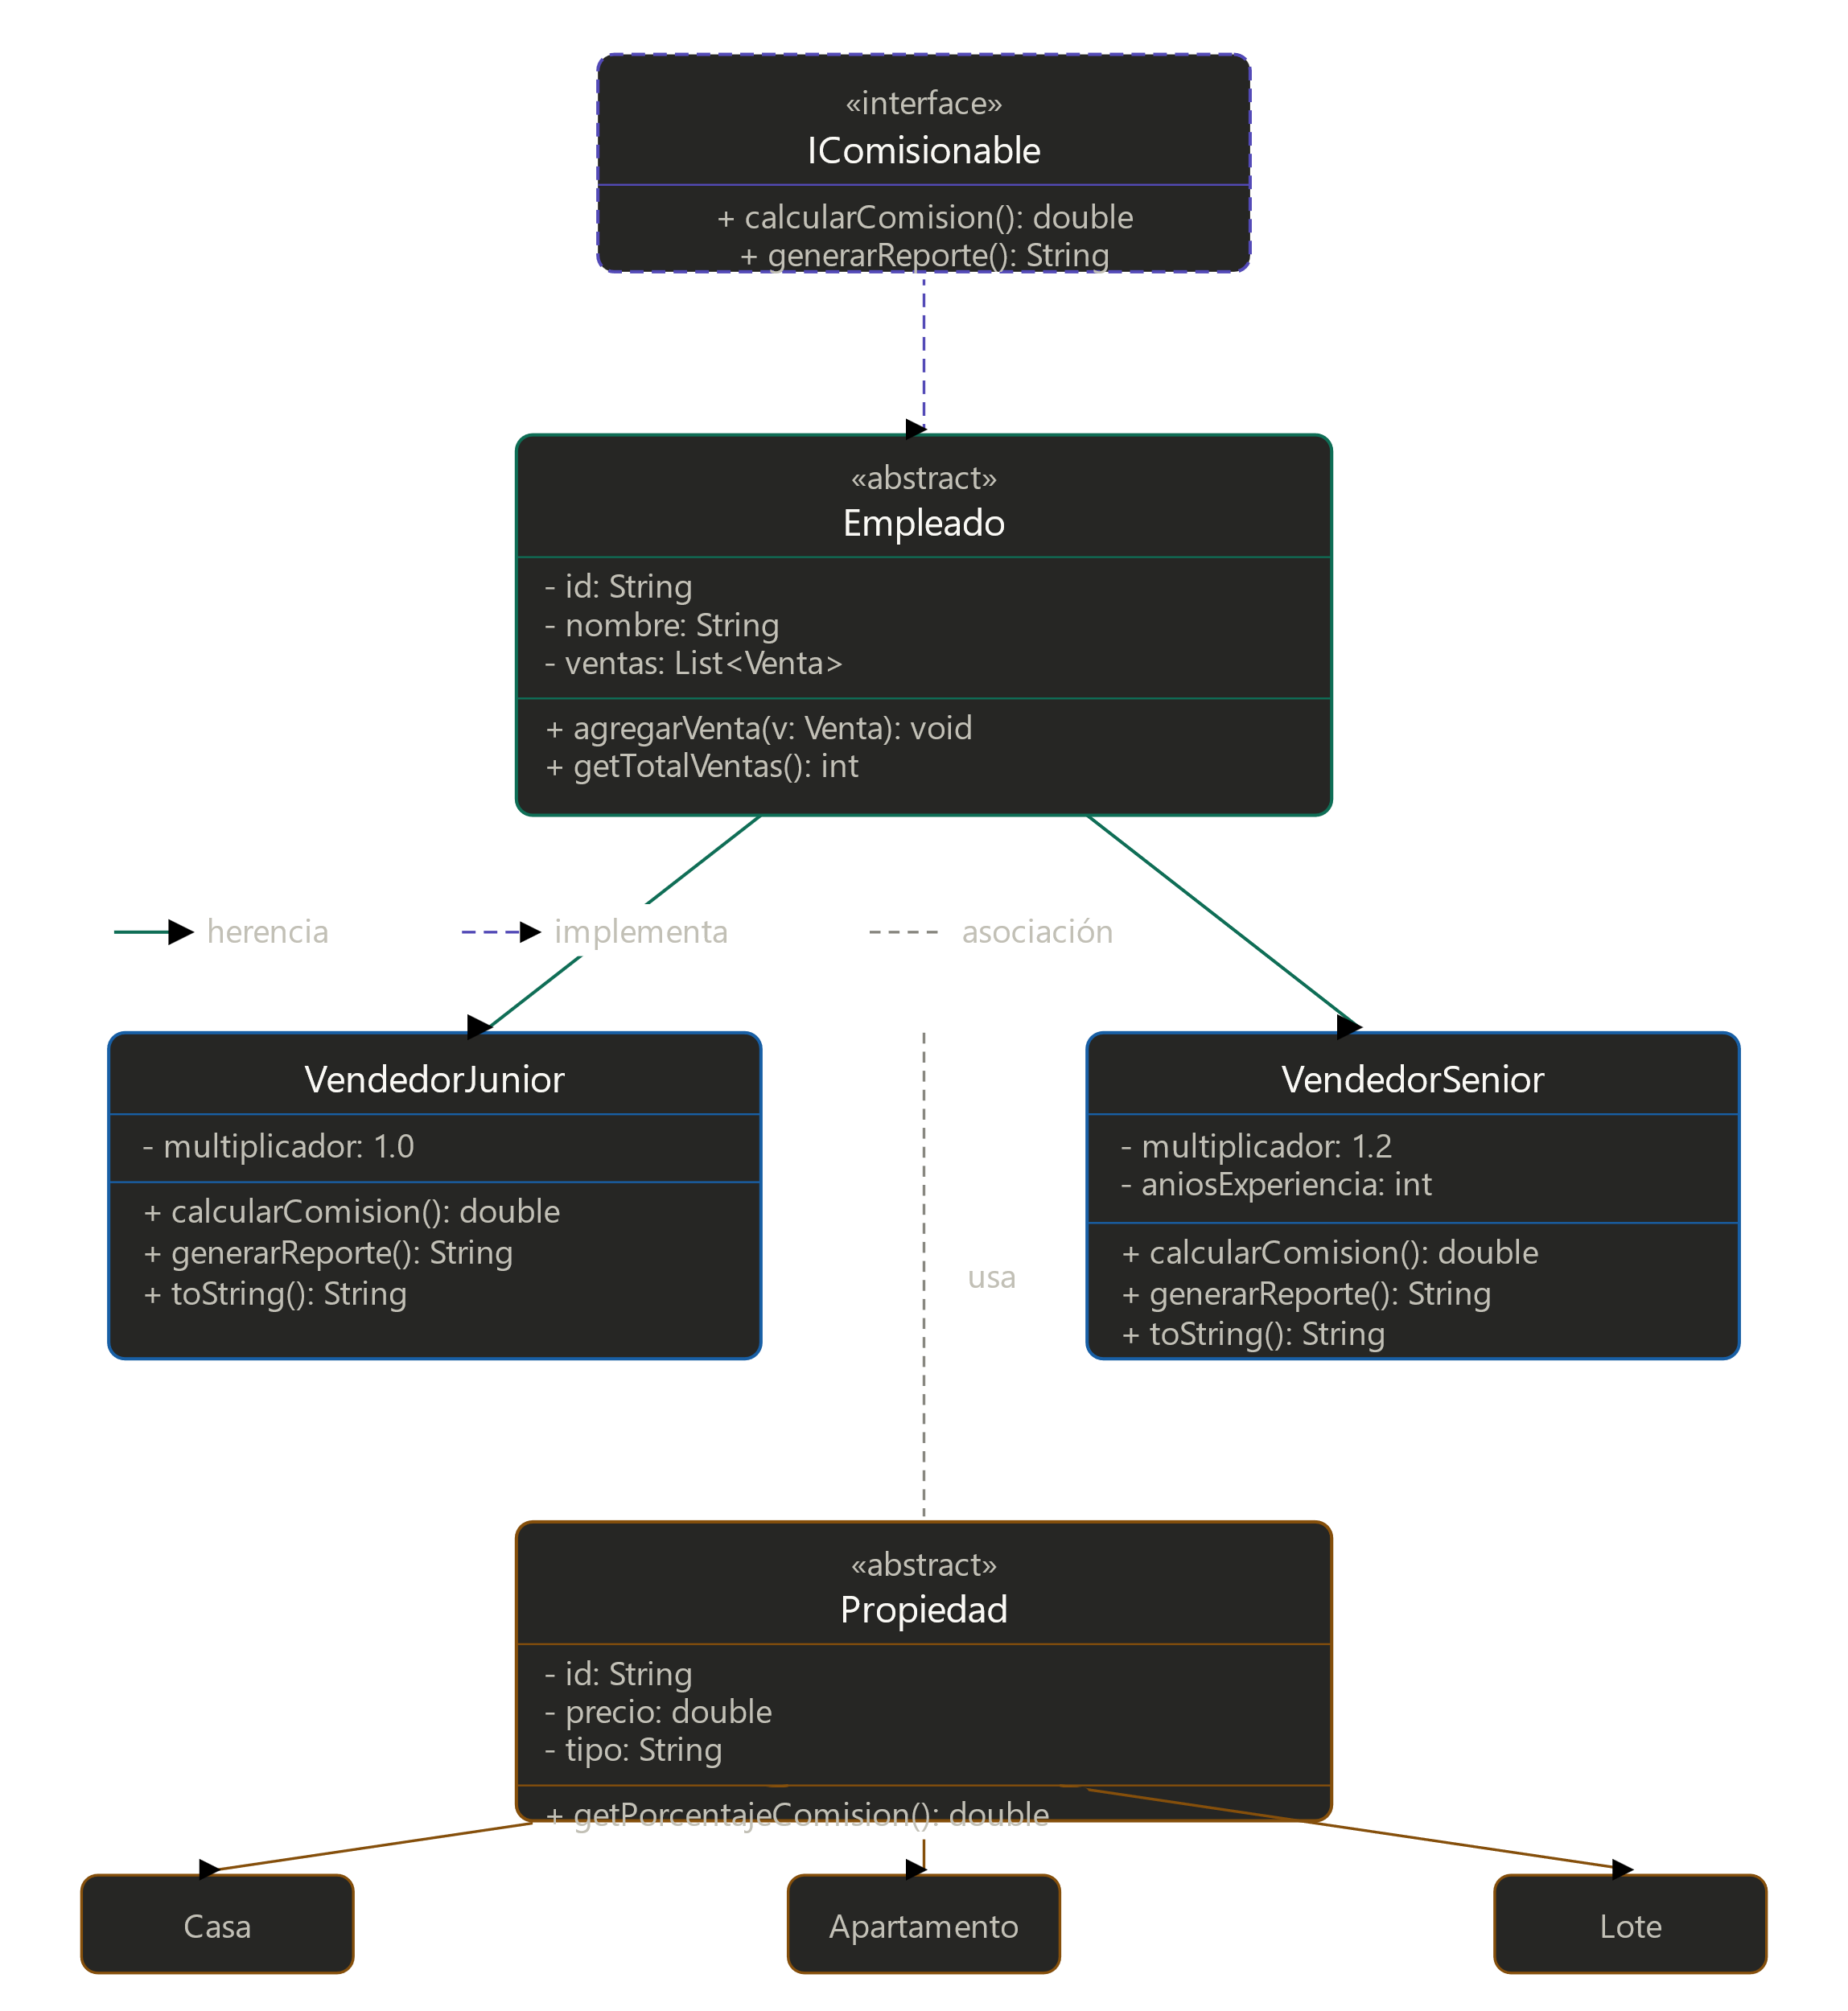 «interface»
IComisionable
+ calcularComision(): double
+ generarReporte(): String
«abstract»
Empleado
- id: String
- nombre: String
- ventas: List<Venta>
+ agregarVenta(v: Venta): void
+ getTotalVentas(): int
herencia
implementa
asociación
VendedorJunior
- multiplicador: 1.0
+ calcularComision(): double
+ generarReporte(): String
+ toString(): String
usa
VendedorSenior
- multiplicador: 1.2
- aniosExperiencia: int
+ calcularComision(): double
+ generarReporte(): String
+ toString(): String
«abstract»
Propiedad
- id: String
- precio: double
- tipo: String
+ getPorcentajeComision(): double
Casa
Apartamento
Lote